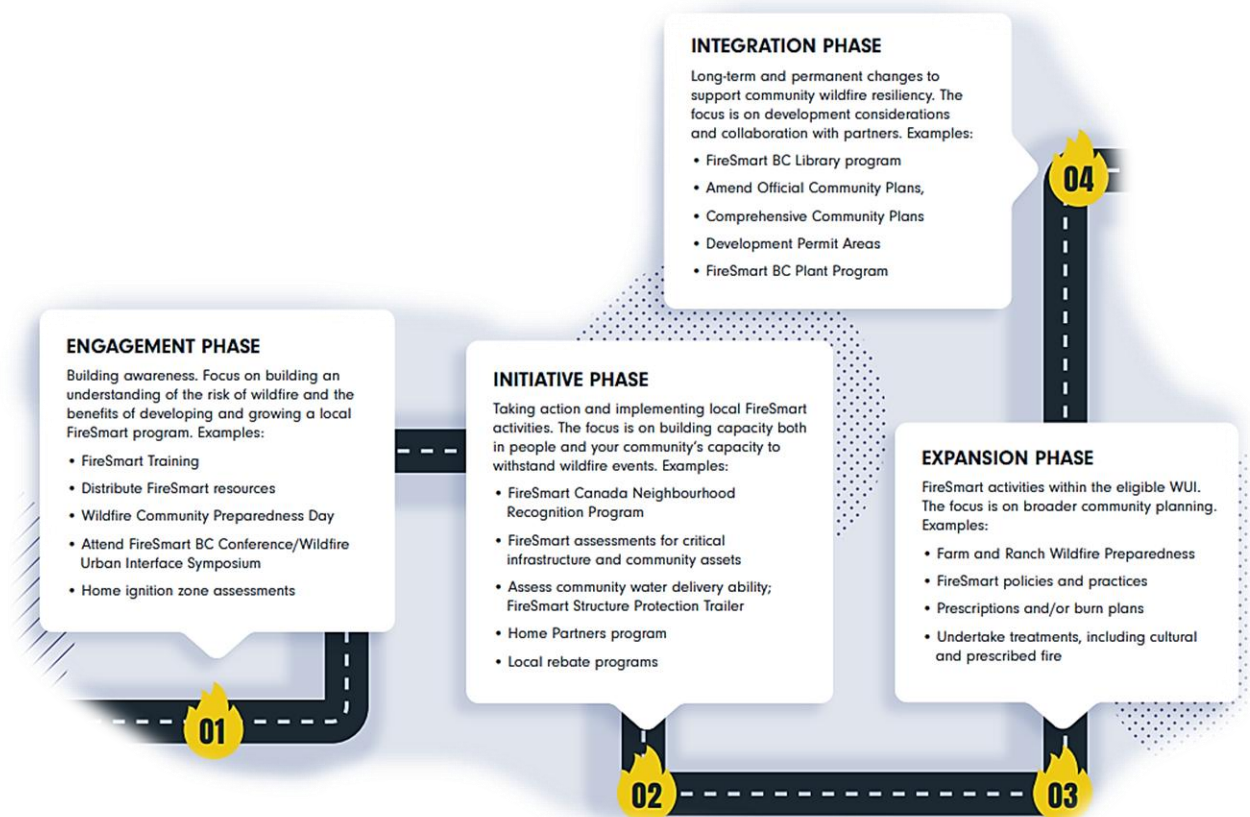 ENGAGEMENT PHASE
Building awareness. Focus on building an
understanding of the risk of wildfire and the
benefits of developing and growing a local
FireSmart program. Examples:
• FireSmart Training
• Distribute FireSmart resources
• Wildfire Community Preparedness Day
• Attend FireSmart BC Conference/Wildfire
Urban Interface Symposium
• Home ignition zone assessments
01
INITIATIVE PHASE
Taking action and implementing local FireSmart
activities. The focus is on building capacity both
in people and your community’s capacity to
withstand wildfire events. Examples:
• FireSmart Canada Neighbourhood
Recognition Program
• FireSmart assessments for critical
infrastructure and community assets
• Assess community water delivery ability;
FireSmart Structure Protection Trailer
• Home Partners program
• Local rebate programs
02
EXPANSION PHASE
FireSmart activities within the eligible WUI.
The focus is on broader community planning.
Examples:
• Farm and Ranch Wildfire Preparedness
• FireSmart policies and practices
• Prescriptions and/or burn plans
• Undertake treatments, including cultural
and prescribed fire
03
INTEGRATION PHASE
Long-term and permanent changes to
support community wildfire resiliency. The
focus is on development considerations
and collaboration with partners. Examples:
• FireSmart BC Library program
• Amend Official Community Plans,
• Comprehensive Community Plans
• Development Permit Areas
• FireSmart BC Plant Program
04